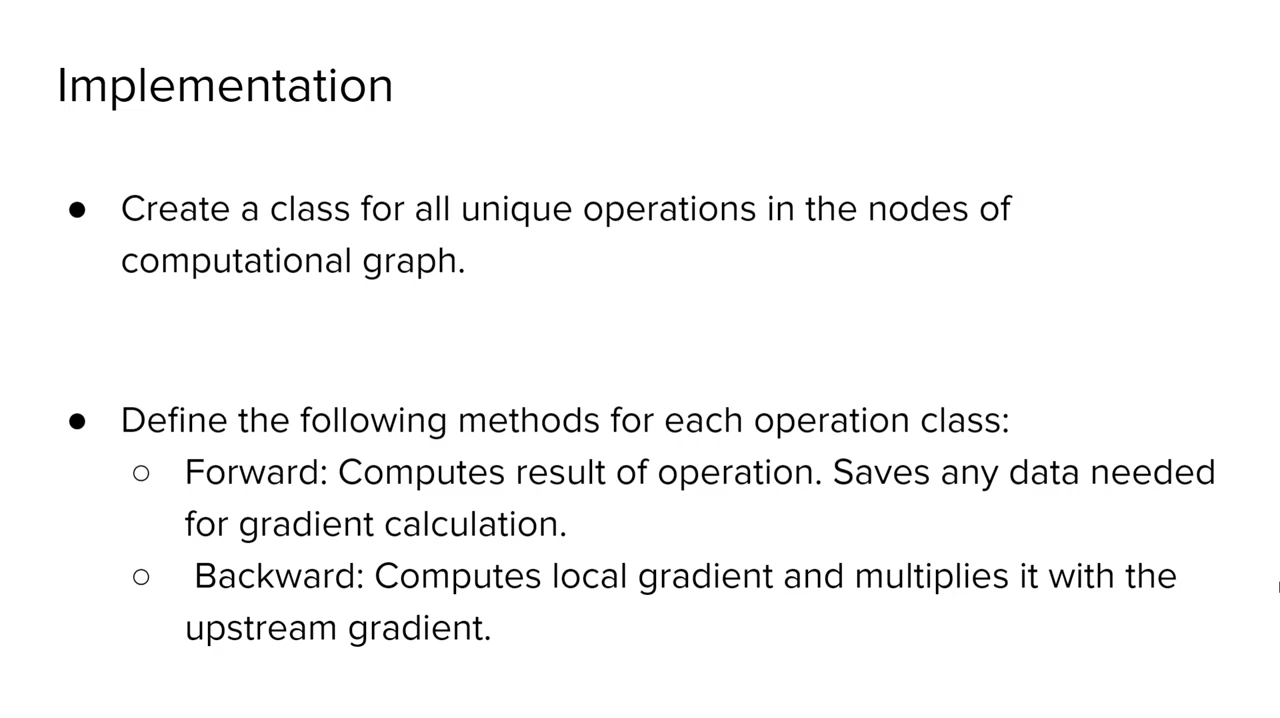 Implementation
● Create a class for all unique operations in the nodes of
computational graph.
● Define the following methods for each operation class:
○ Forward: Computes result of operation. Saves any data needed
for gradient calculation.
○ Backward: Computes local gradient and multiplies it with the
upstream gradient.